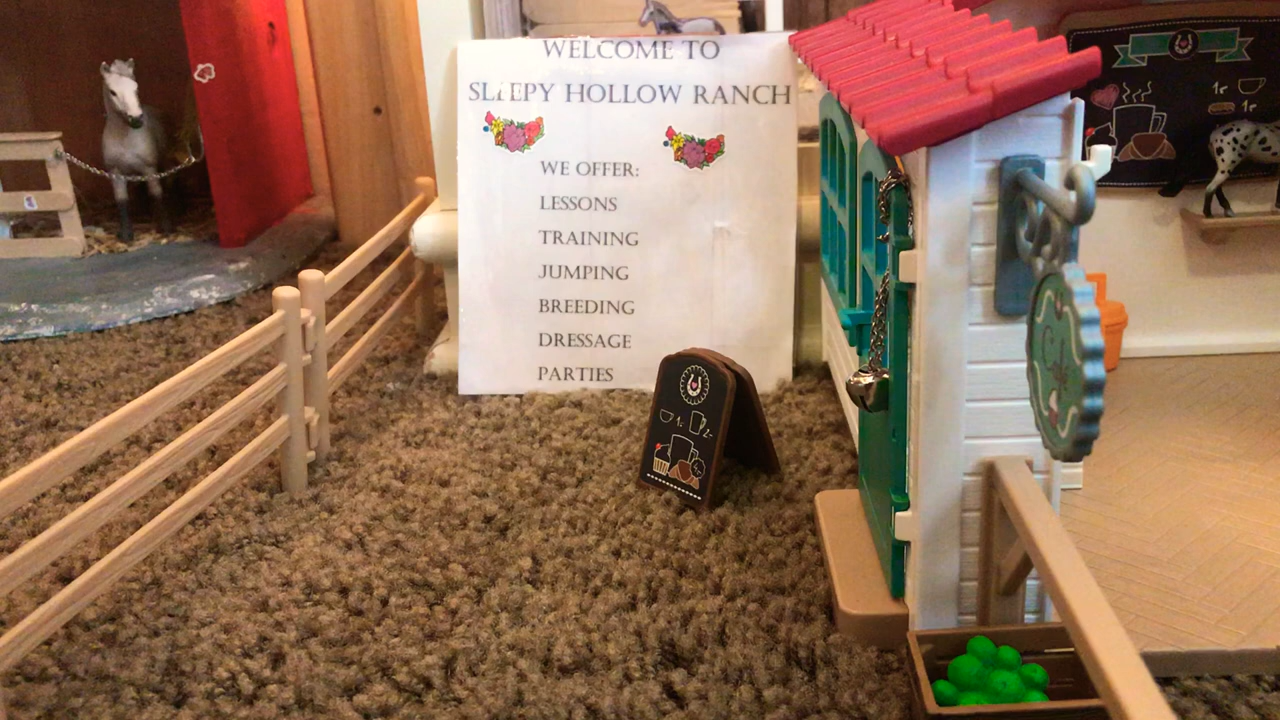 WELCOME TO
SLEEPY HOLLOW RANCH
WE OFFER:
LESSONS
TRAINING
JUMPING
BREEDING
DRESSAGE
PARTIES